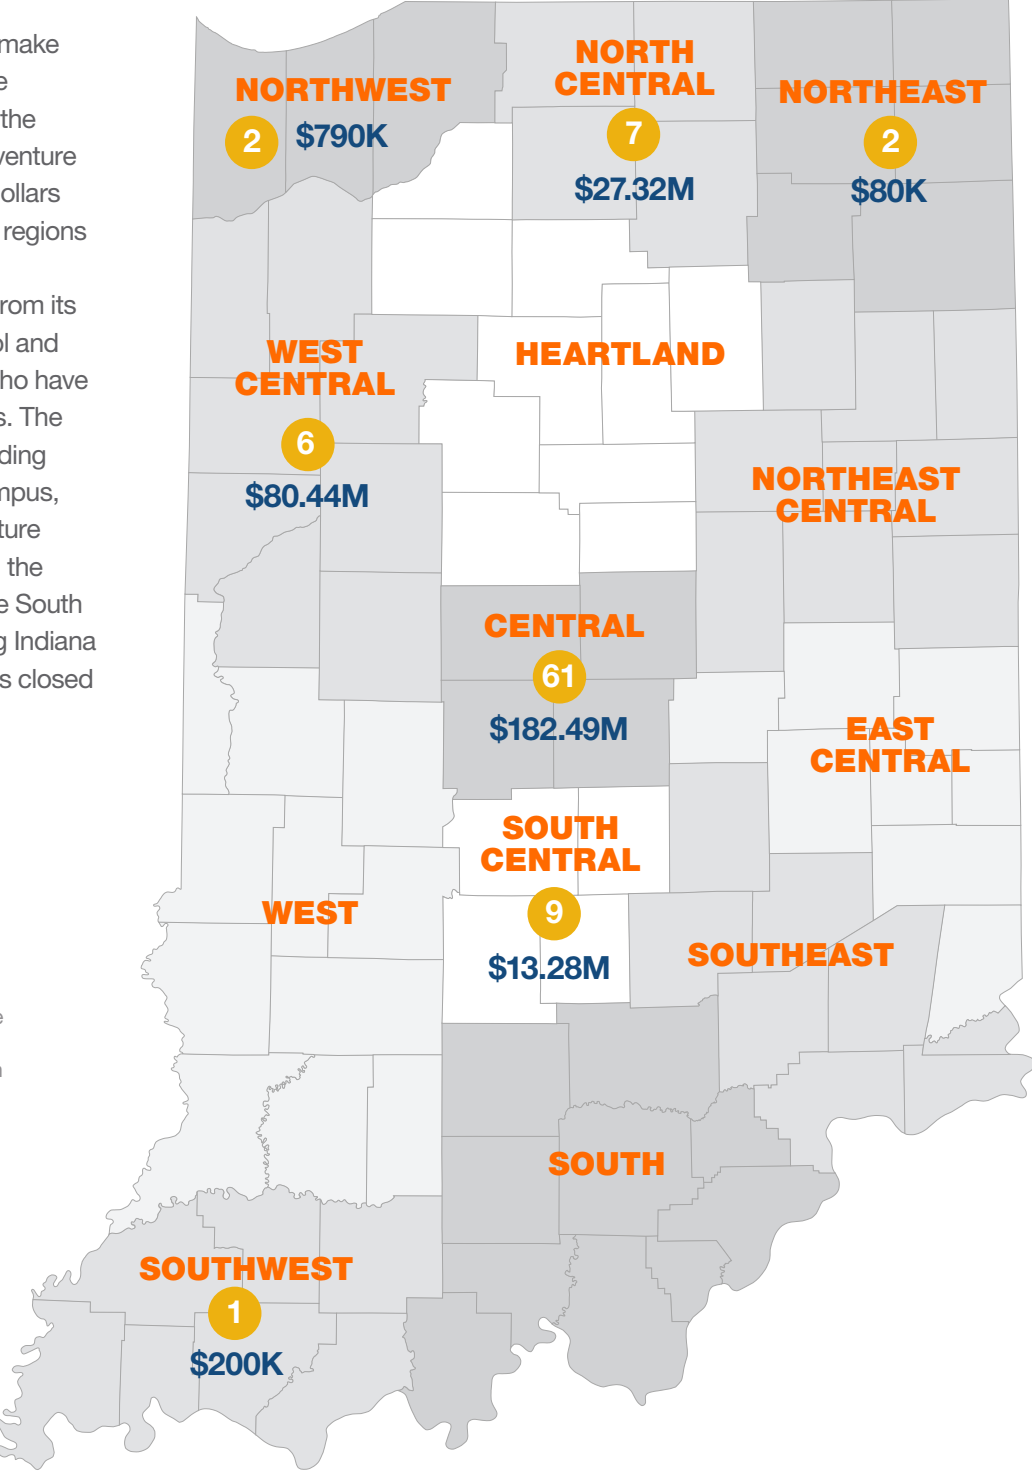 make
e
the
venture
ollars
regions
rom its
ol and
ho have
s. The
ding
mpus,
ture
the
e South
g Indiana
s closed
e
NORTHWEST
2
$790K
NORTH
CENTRAL
7
$27.32M
NORTHEAST
2
$80K
WEST
CENTRAL
6
$80.44M
HEARTLAND
NORTHEAST
CENTRAL
CENTRAL
61
$182.49M
EAST
CENTRAL
SOUTH
CENTRAL
9
$13.28M
WEST
SOUTHEAST
SOUTH
SOUTHWEST
1
$200K